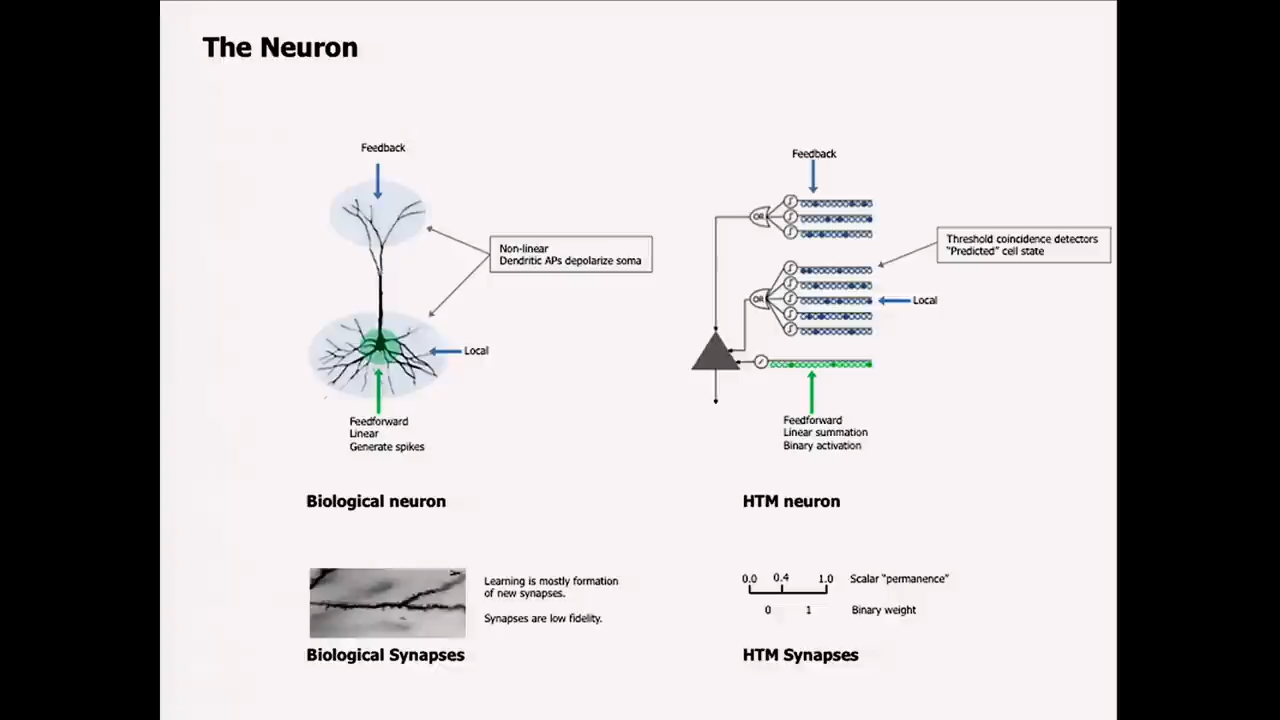 The Neuron
Feedback
Non-linear
Dendritic APs depolarize soma
Local
Feedforward
Linear
Generate spikes
Biological neuron
Feedback
OR
Threshold coincidence detectors
"Predicted" cell state
OR
Local
Feedforward
Linear summation
Binary activation
HTM neuron
Learning is mostly formation
of new synapses.
Synapses are low fidelity.
Biological Synapses
0.0 0.4 1.0 Scalar "permanence"
0 1 Binary weight
HTM Synapses